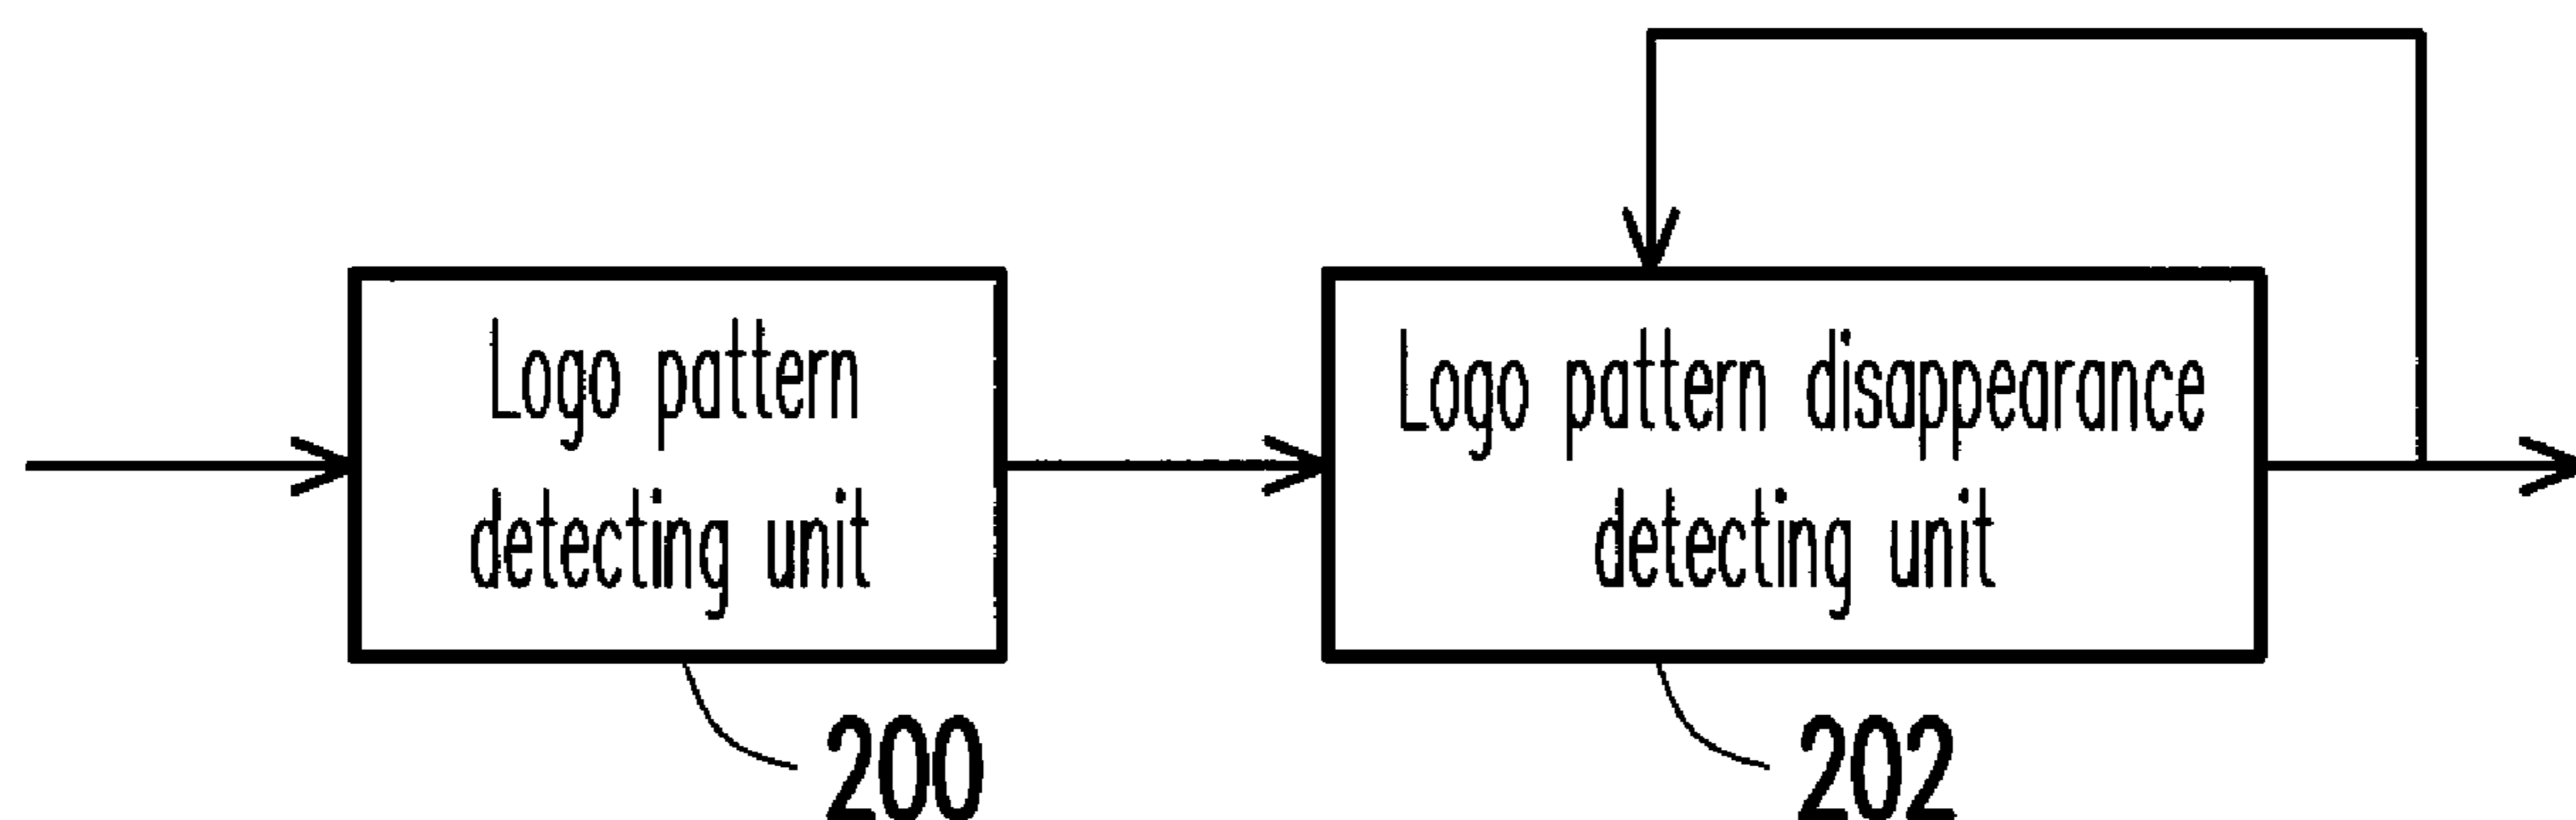 Logo pattern
detecting unit
Logo pattern disappearance
detecting unit
200
202